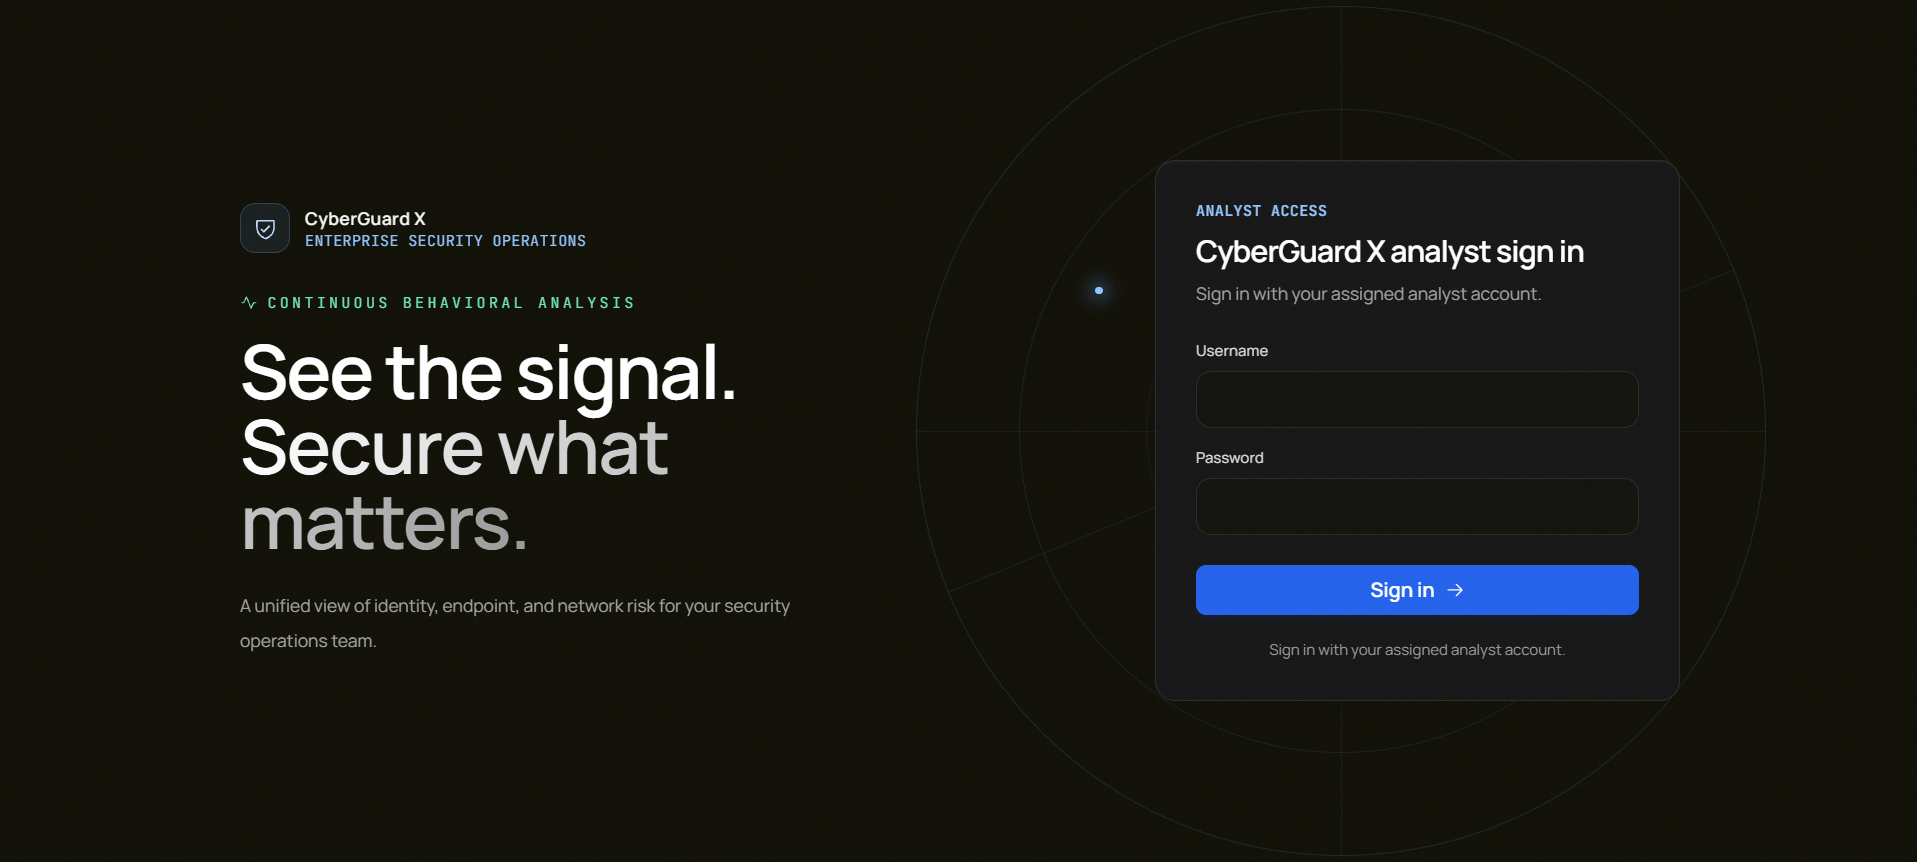 CyberGuard X
ENTERPRISE SECURITY OPERATIONS
CONTINUOUS BEHAVIORAL ANALYSIS
See the signal.
Secure what
matters.
A unified view of identity, endpoint, and network risk for your security
operations team.
ANALYST ACCESS
CyberGuard X analyst sign in
Sign in with your assigned analyst account.
Username
Password
Sign in →
Sign in with your assigned analyst account.